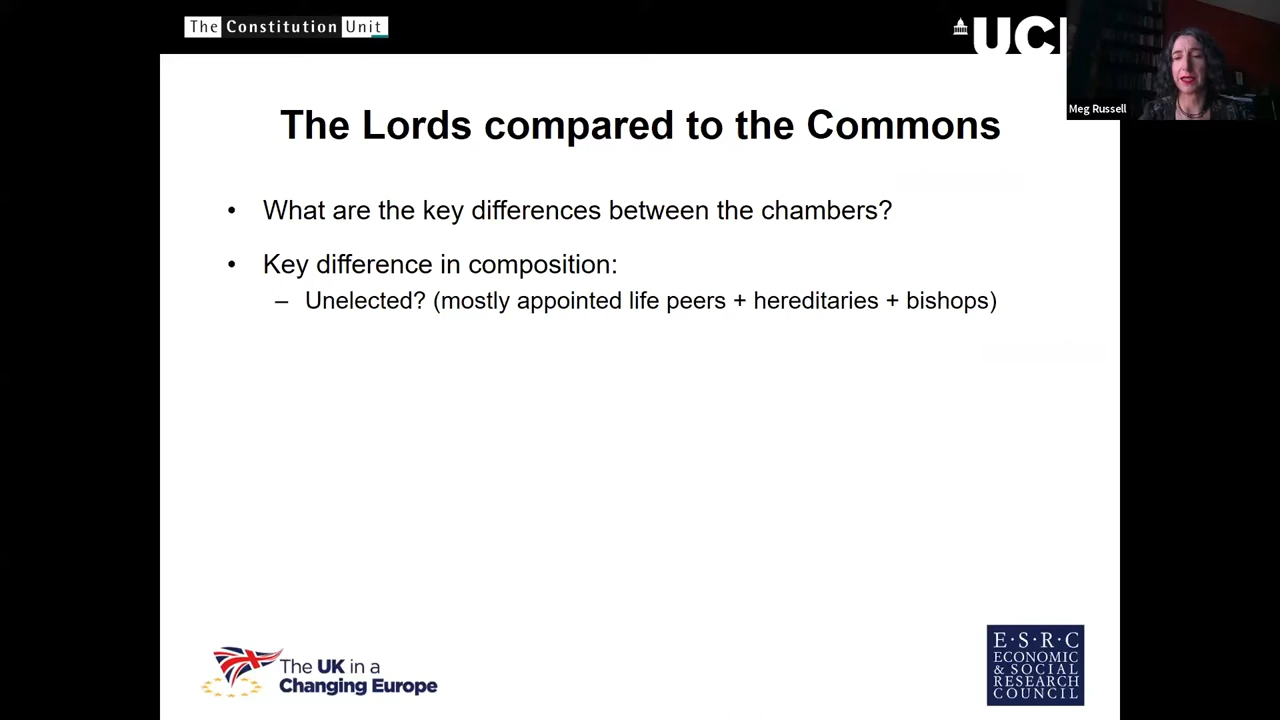 The Constitution Unit
UCL
Meg Russell
The Lords compared to the Commons
• What are the key differences between the chambers?
• Key difference in composition:
– Unelected? (mostly appointed life peers + hereditaries + bishops)
The UK in a
Changing Europe
E·S·R·C
ECONOMIC
& SOCIAL
RESEARCH
COUNCIL